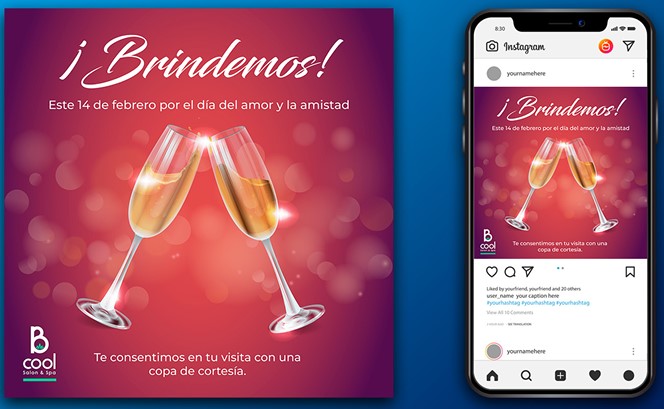 ¡Brindemos!
Este 14 de febrero por el día del amor y la amistad
B
cool
Salon & Spa
Te consentimos en tu visita con una
copa de cortesía.
8:30
Instagram
yournamehere
¡Brindemos!
Este 14 de febrero por el día del amor y la amistad
B
cool
Salon & Spa
Te consentimos en tu visita con una
copa de cortesía.
Liked by yourfriend, yourfriend and 20 others
user_name your caption here
#yourhashtag #yourhashtag #yourhashtag
View All 10 Comments
SEE TRANSLATION
yournamehere